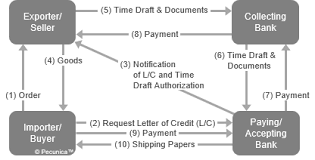 Exporter/
Seller
(5) Time Draft & Documents
(8) Payment
Collecting
Bank
(4) Goods
(3) Notification
of L/C and Time
Draft Authorization
(6) Time Draft &
Documents
(1) Order
(7) Payment
Importer/
Buyer
(2) Request Letter of Credit (L/C)
(9) Payment
(10) Shipping Papers
Paying/
Accepting
Bank
© Pecunica™